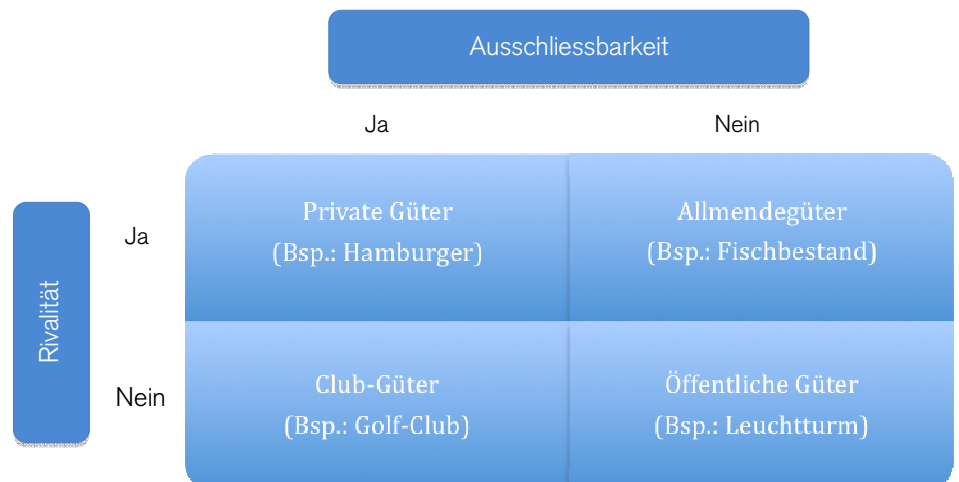 Ausschliessbarkeit
Ja
Nein
Rivalität
Ja
Private Güter
(Bsp.: Hamburger)
Allmendegüter
(Bsp.: Fischbestand)
Nein
Club-Güter
(Bsp.: Golf-Club)
Öffentliche Güter
(Bsp.: Leuchtturm)